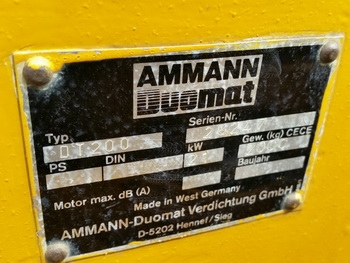 AMMANN
Duomat
Serien-Nr.
Typ
DT 200
kW
Gew. (kg) CECE
PS
DIN
Baujahr
Motor max. dB (A)
Made in West Germany
AMMANN-Duomat Verdichtung GmbH
D-5202 Hennef/Sieg